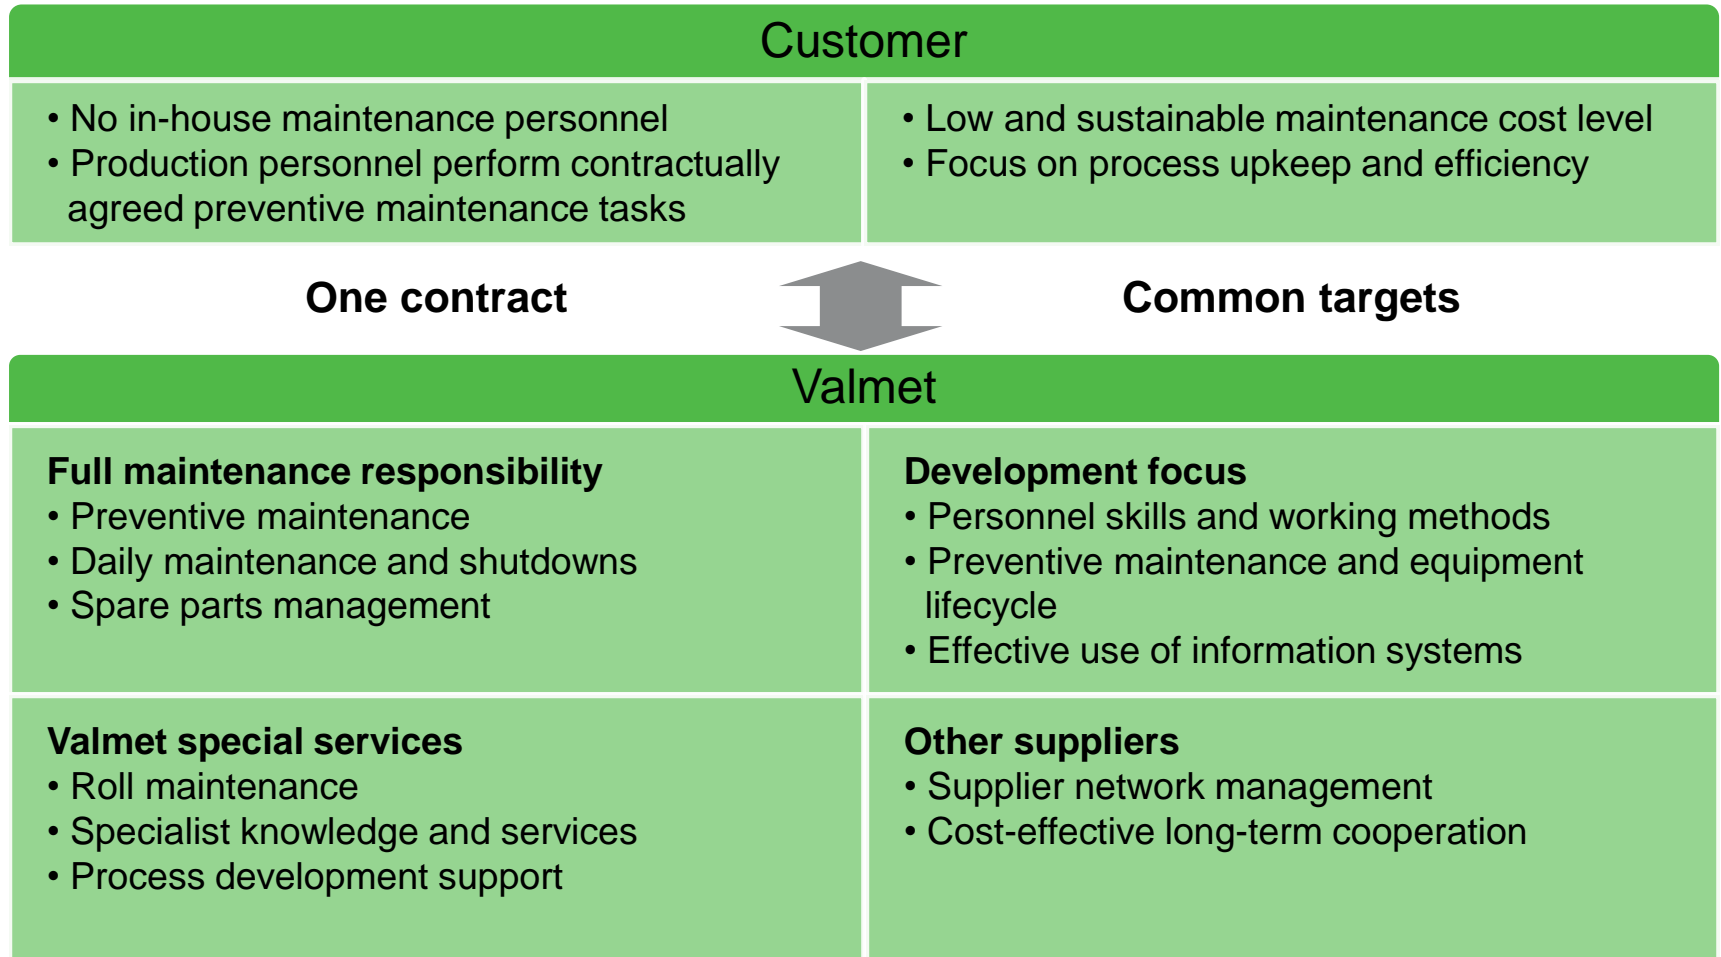 Customer
• No in-house maintenance personnel
• Production personnel perform contractually
agreed preventive maintenance tasks
• Low and sustainable maintenance cost level
• Focus on process upkeep and efficiency
One contract
Common targets
Valmet
Full maintenance responsibility
• Preventive maintenance
• Daily maintenance and shutdowns
• Spare parts management
Development focus
• Personnel skills and working methods
• Preventive maintenance and equipment
lifecycle
• Effective use of information systems
Valmet special services
• Roll maintenance
• Specialist knowledge and services
• Process development support
Other suppliers
• Supplier network management
• Cost-effective long-term cooperation